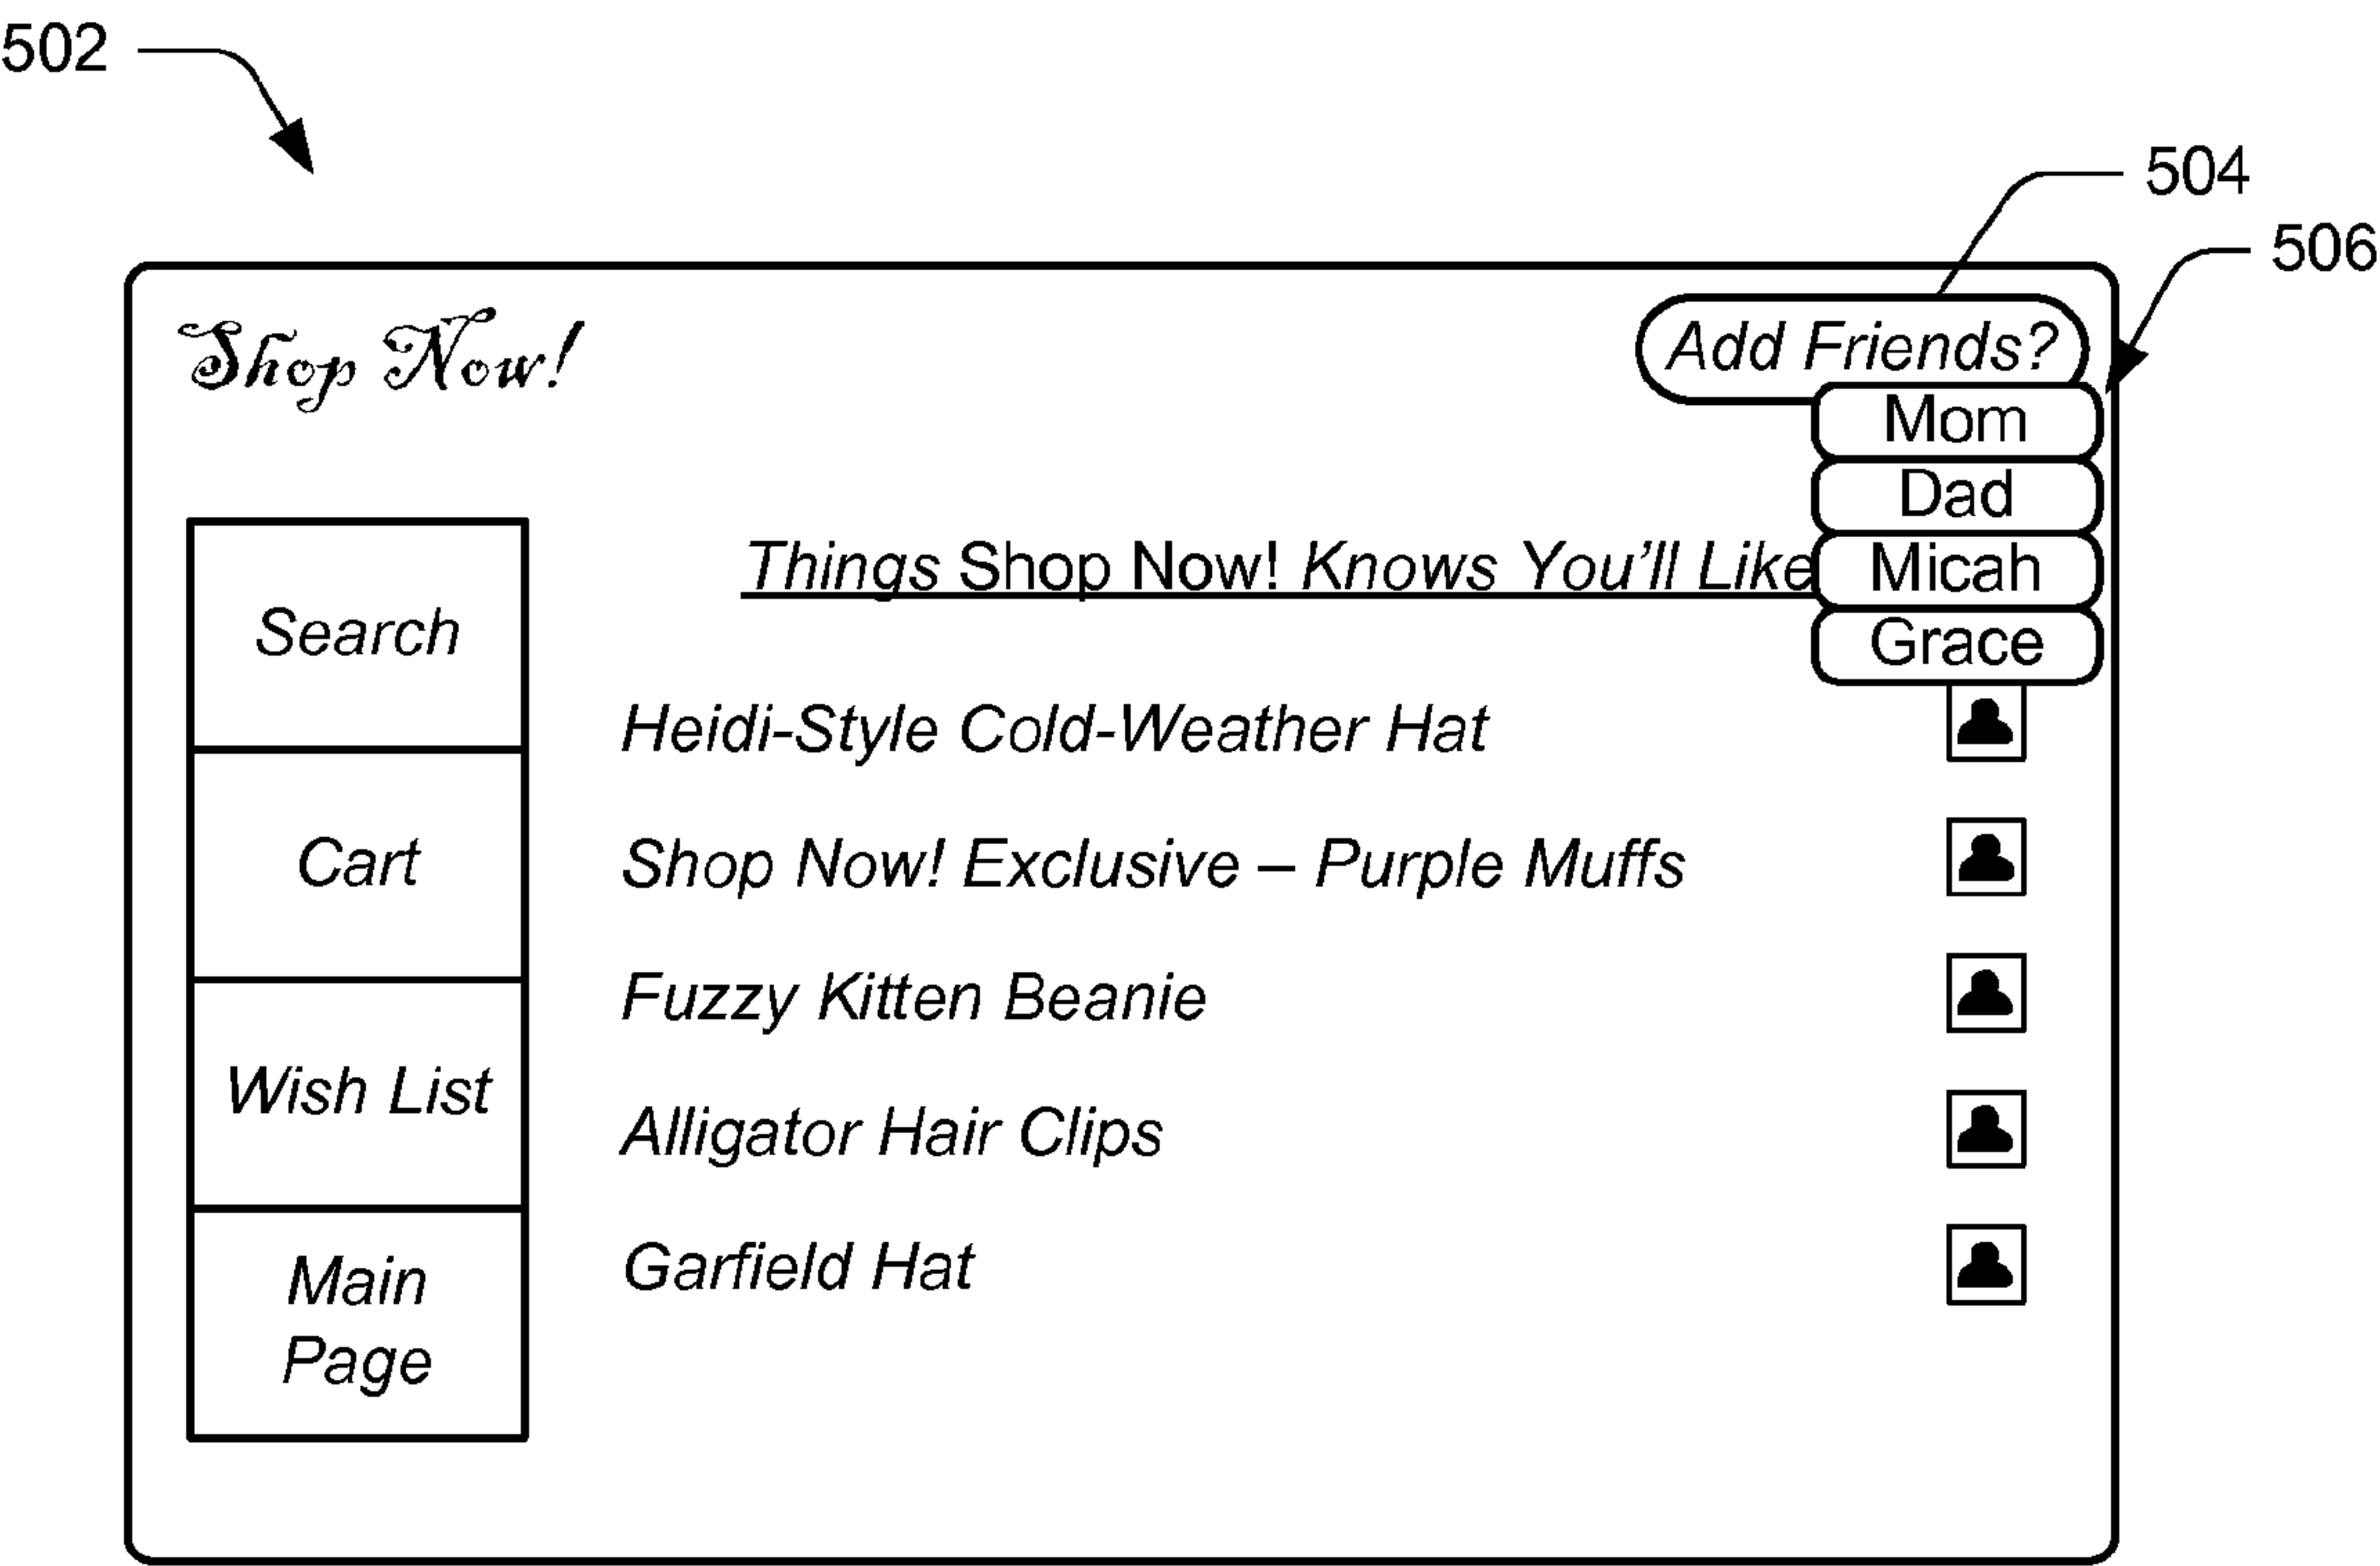 502
504
506
Shop Now!
Add Friends?
Mom
Dad
Micah
Grace
Things Shop Now! Knows You'll Like
Search
Cart
Wish List
Main
Page
Heidi-Style Cold-Weather Hat
Shop Now! Exclusive – Purple Muffs
Fuzzy Kitten Beanie
Alligator Hair Clips
Garfield Hat